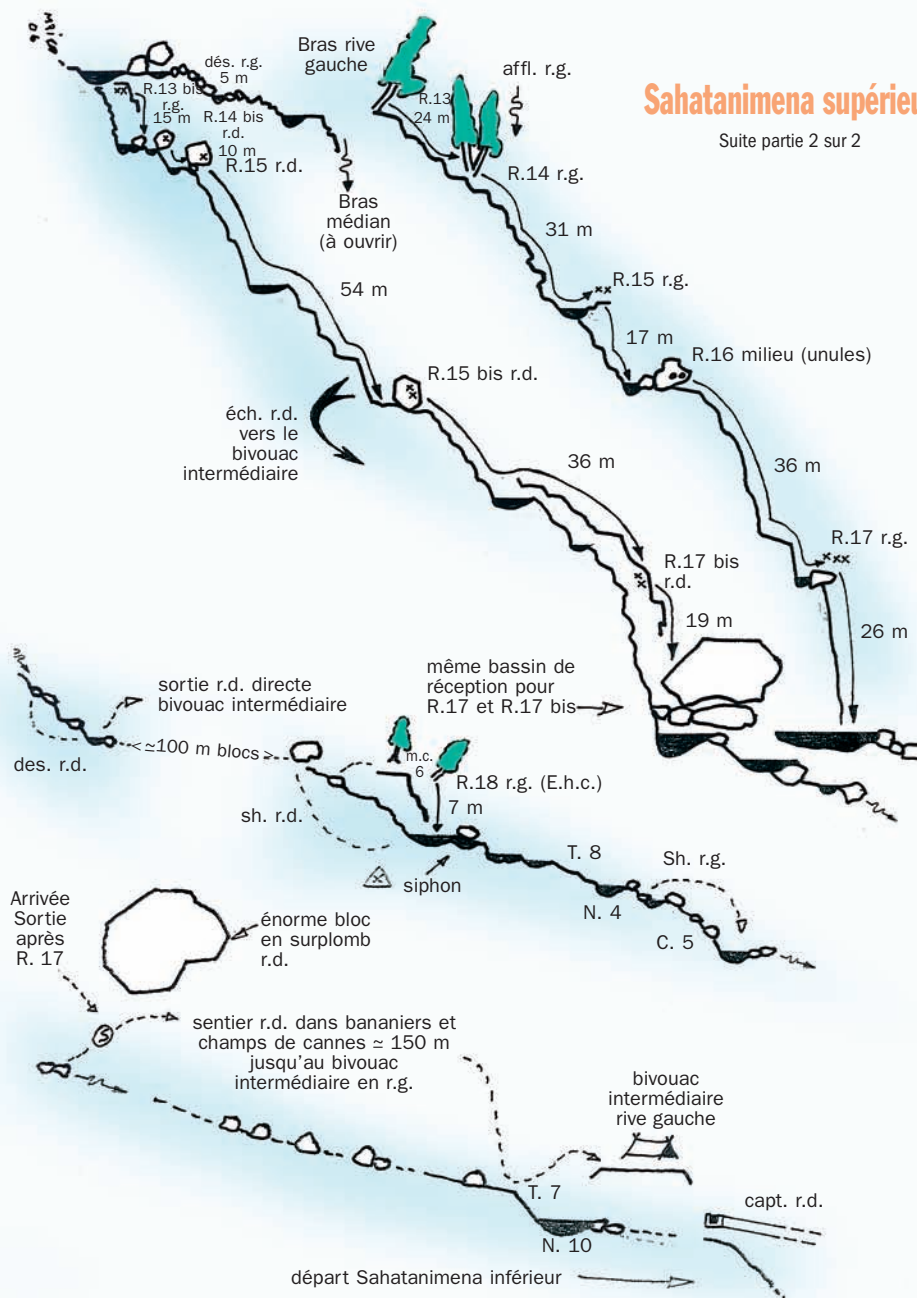 Sahatanimena supérieu
Suite partie 2 sur 2
Bras rive
gauche
affl. r.g.
dés. r.g.
5 m
R.13 bis
r.g.
15 m
R.14 bis
r.d.
10 m
R.15 r.d.
R.13
24 m
R.14 r.g.
Bras
médian
(à ouvrir)
31 m
54 m
R.15 r.g.
17 m
R.16 milieu (unules)
R.15 bis r.d.
éch. r.d.
vers le
bivouac
intermédiaire
36 m
36 m
R.17 r.g.
R.17 bis
r.d.
19 m
26 m
même bassin de
réception pour
R.17 et R.17 bis
sortie r.d. directe
bivouac intermédiaire
des. r.d.
≃100 m blocs
m.c.
6
R.18 r.g. (E.h.c.)
7 m
sh. r.d.
siphon
T. 8
Sh. r.g.
N. 4
C. 5
Arrivée
Sortie
après
R. 17
énorme bloc
en surplomb
r.d.
S
sentier r.d. dans bananiers et
champs de cannes ≃ 150 m
jusqu'au bivouac
intermédiaire en r.g.
bivouac
intermédiaire
rive gauche
T. 7
capt. r.d.
N. 10
départ Sahatanimena inférieur